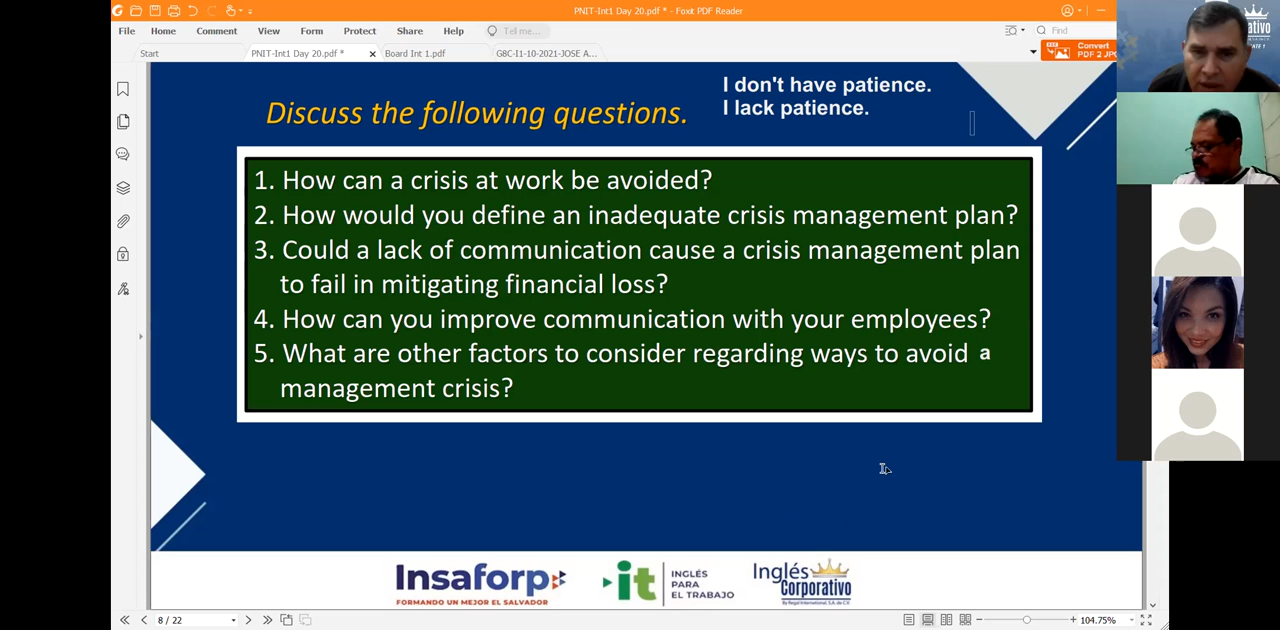 PNIT-Int1 Day 20.pdf * - Foxit PDF Reader
File Home Comment View Form Protect Share Help Tell me... Find
Start PNIT-Int1 Day 20.pdf * Board Int 1.pdf G8C-I1-10-2021-JOSE A...
Convert
PDF 2 JPG
I don't have patience.
I lack patience.
Discuss the following questions.
1. How can a crisis at work be avoided?
2. How would you define an inadequate crisis management plan?
3. Could a lack of communication cause a crisis management plan
to fail in mitigating financial loss?
4. How can you improve communication with your employees?
5. What are other factors to consider regarding ways to avoid a
management crisis?
Insaforp
FORMANDO UN MEJOR EL SALVADOR
it
INGLÉS
PARA
EL TRABAJO
Inglés
Corporativo
By Regal International, S.A. de C.V.
8 / 22
104.75%